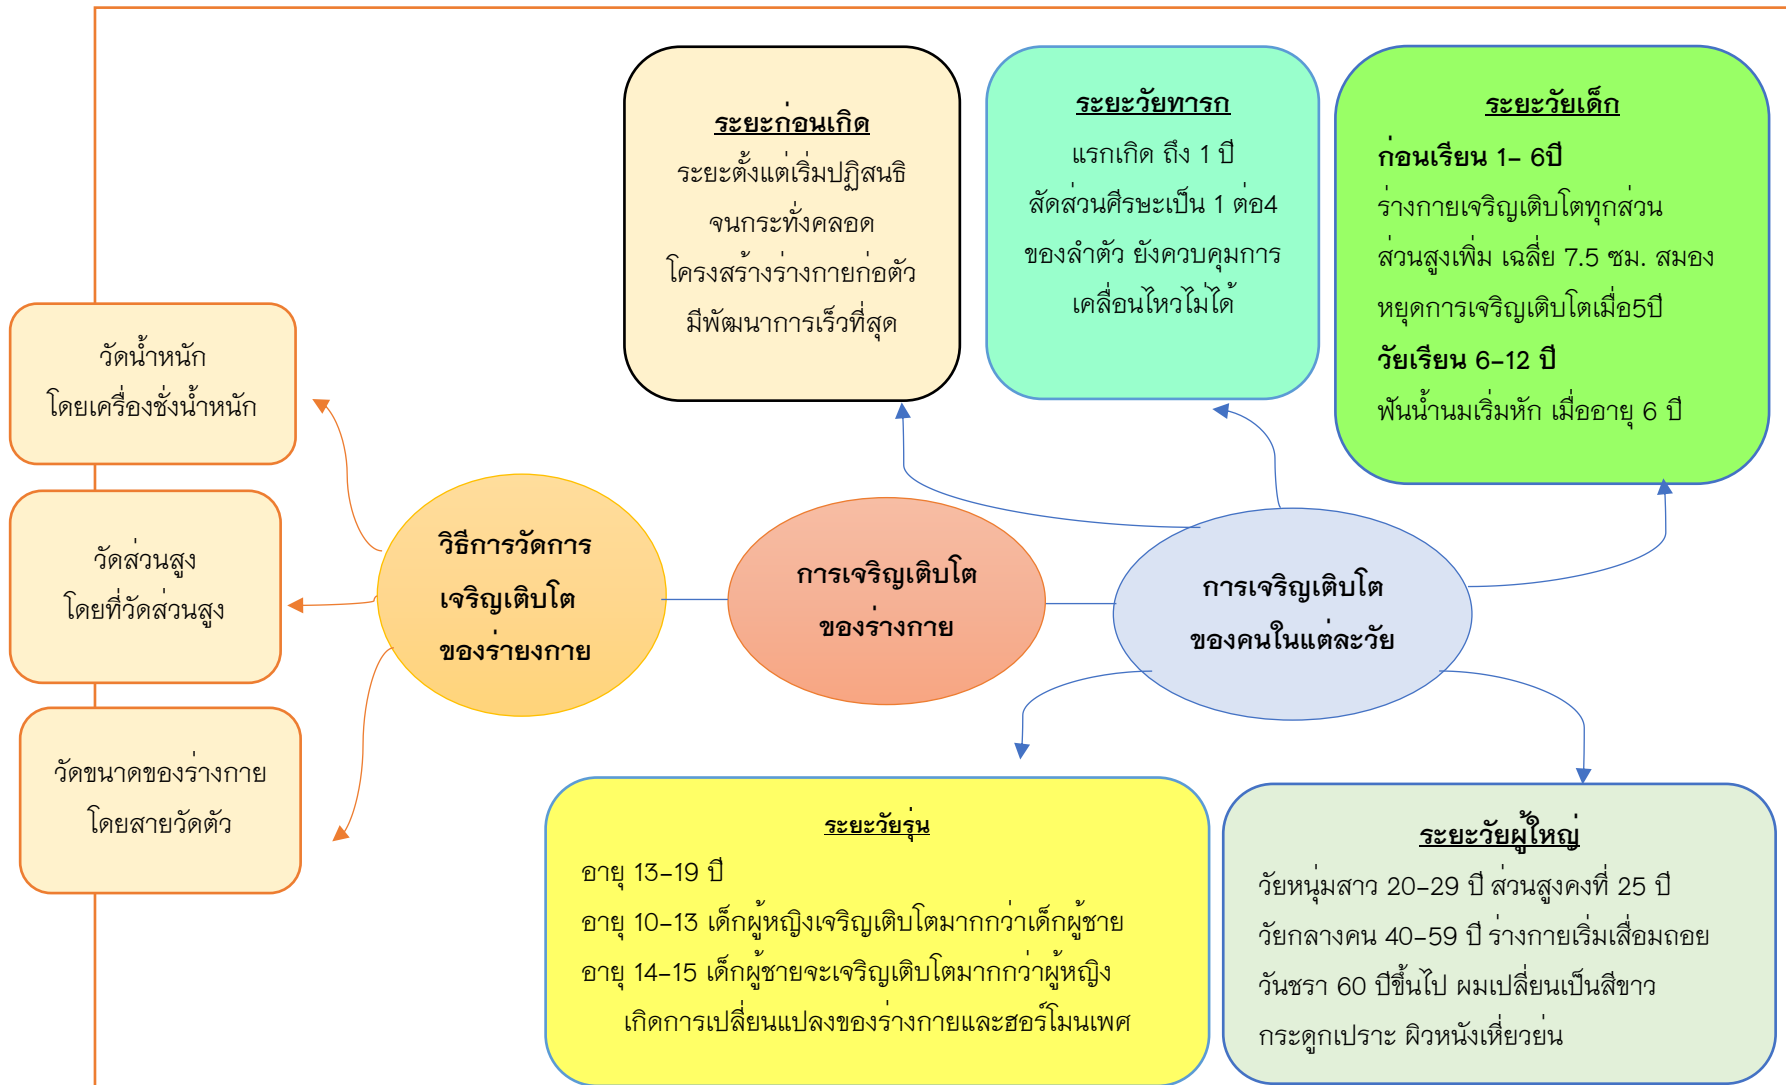 ระยะก่อนเกิด
ระยะตั้งแต่เริ่มปฏิสนธิ
จนกระทั่งคลอด
โครงสร้างร่างกายก่อตัว
มีพัฒนาการเร็วที่สุด
ระยะวัยทารก
แรกเกิด ถึง 1 ปี
สัดส่วนศีรษะเป็น 1 ต่อ4
ของลำตัว ยังควบคุมการ
เคลื่อนไหวไม่ได้
ระยะวัยเด็ก
ก่อนเรียน 1– 6ปี
ร่างกายเจริญเติบโตทุกส่วน
ส่วนสูงเพิ่ม เฉลี่ย 7.5 ซม. สมอง
หยุดการเจริญเติบโตเมื่อ5ปี
วัยเรียน 6–12 ปี
ฟันน้ำนมเริ่มหัก เมื่ออายุ 6 ปี
วัดน้ำหนัก
โดยเครื่องชั่งน้ำหนัก
วัดส่วนสูง
โดยที่วัดส่วนสูง
วัดขนาดของร่างกาย
โดยสายวัดตัว
วิธีการวัดการ
เจริญเติบโต
ของร่ายงกาย
การเจริญเติบโต
ของร่างกาย
การเจริญเติบโต
ของคนในแต่ละวัย
ระยะวัยรุ่น
อายุ 13–19 ปี
อายุ 10–13 เด็กผู้หญิงเจริญเติบโตมากกว่าเด็กผู้ชาย
อายุ 14–15 เด็กผู้ชายจะเจริญเติบโตมากกว่าผู้หญิง
เกิดการเปลี่ยนแปลงของร่างกายและฮอร์โมนเพศ
ระยะวัยผู้ใหญ่
วัยหนุ่มสาว 20–29 ปี ส่วนสูงคงที่ 25 ปี
วัยกลางคน 40–59 ปี ร่างกายเริ่มเสื่อมถอย
วันชรา 60 ปีขึ้นไป ผมเปลี่ยนเป็นสีขาว
กระดูกเปราะ ผิวหนังเหี่ยวย่น